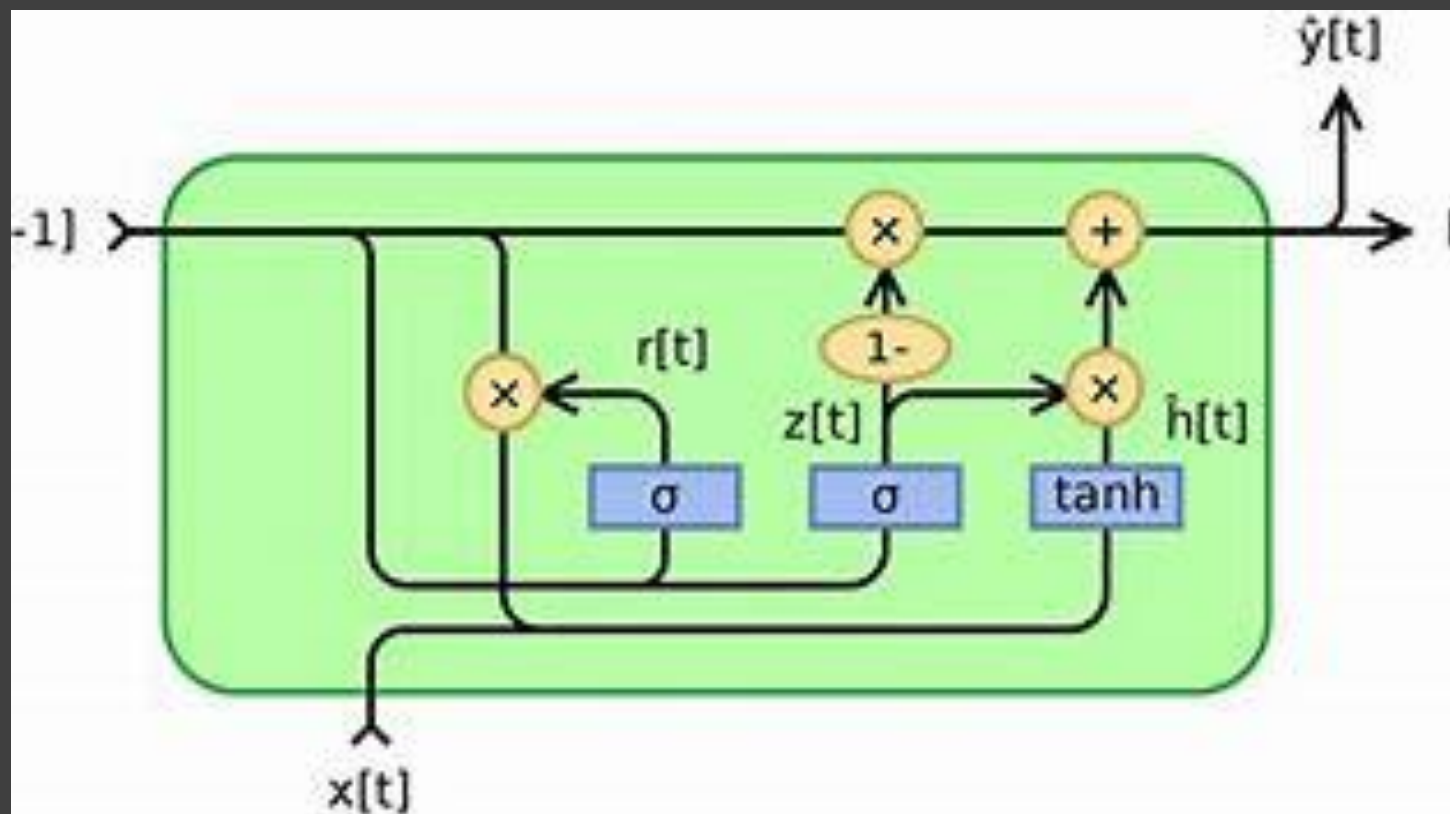 ŷ[t]
-1]
×
+
1-
r[t]
×
z[t]
×
ĥ[t]
σ
σ
tanh
x[t]